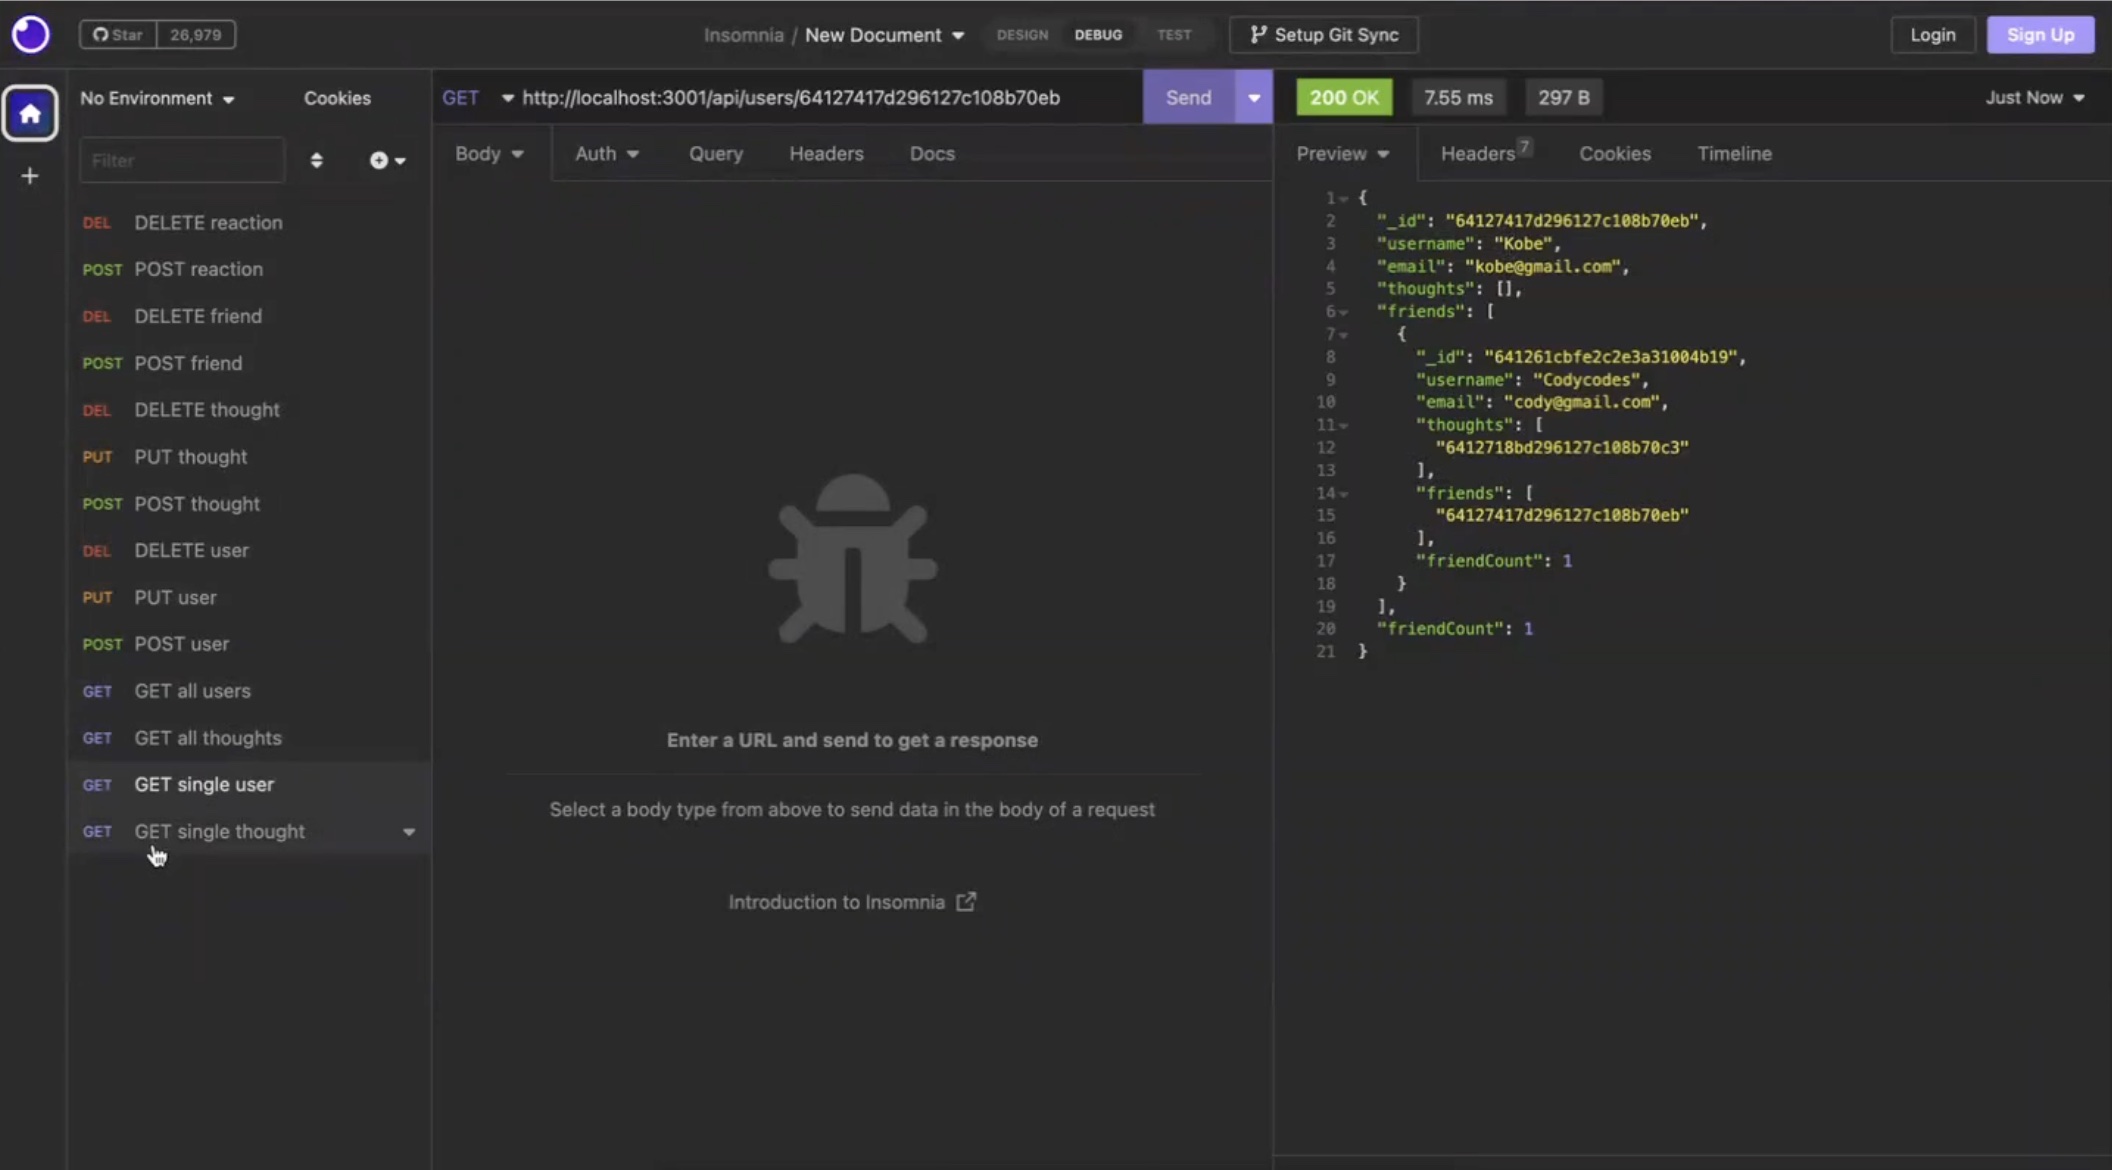 Star 26,979 Insomnia / New Document DESIGN DEBUG TEST Setup Git Sync Login Sign Up
No Environment Cookies
Filter
DEL DELETE reaction
POST POST reaction
DEL DELETE friend
POST POST friend
DEL DELETE thought
PUT PUT thought
POST POST thought
DEL DELETE user
PUT PUT user
POST POST user
GET GET all users
GET GET all thoughts
GET GET single user
GET GET single thought
GET http://localhost:3001/api/users/64127417d296127c108b70eb Send
Body Auth Query Headers Docs
Enter a URL and send to get a response
Select a body type from above to send data in the body of a request
Introduction to Insomnia
200 OK 7.55 ms 297 B Just Now
Preview Headers 7 Cookies Timeline
1 {
2 "_id": "64127417d296127c108b70eb",
3 "username": "Kobe",
4 "email": "kobe@gmail.com",
5 "thoughts": [],
6 "friends": [
7 {
8 "_id": "641261cbfe2c2e3a31004b19",
9 "username": "Codycodes",
10 "email": "cody@gmail.com",
11 "thoughts": [
12 "6412718bd296127c108b70c3"
13 ],
14 "friends": [
15 "64127417d296127c108b70eb"
16 ],
17 "friendCount": 1
18 }
19 ],
20 "friendCount": 1
21 }